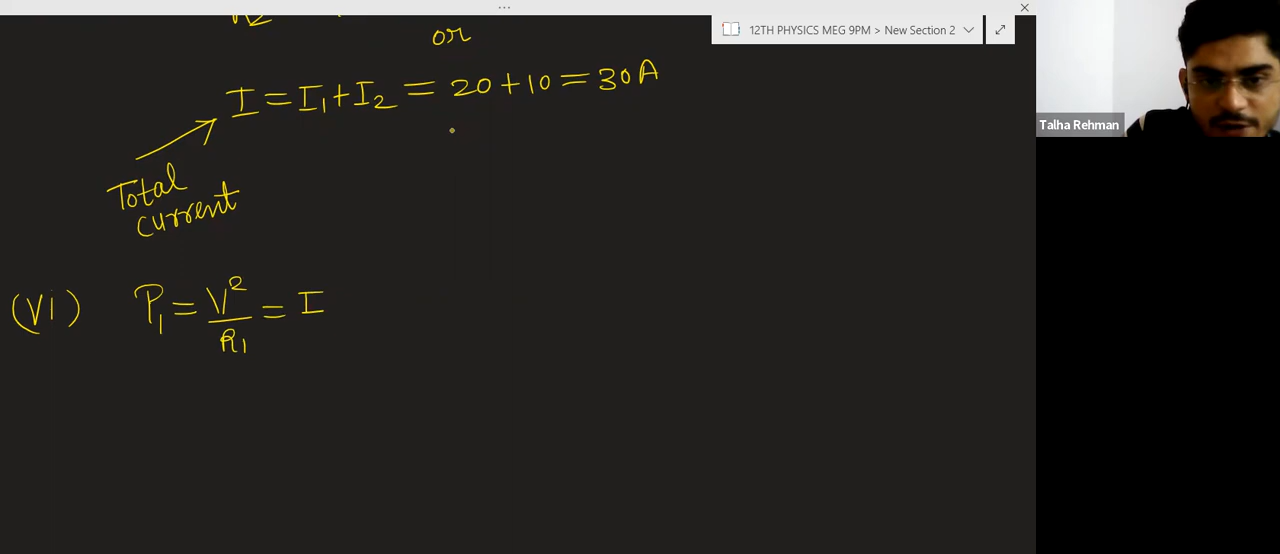 12TH PHYSICS MEG 9PM > New Section 2
or
I = I₁ + I₂ = 20 + 10 = 30A
Total
current
(Vi) P₁ = V²/R₁ = I
Talha Rehman